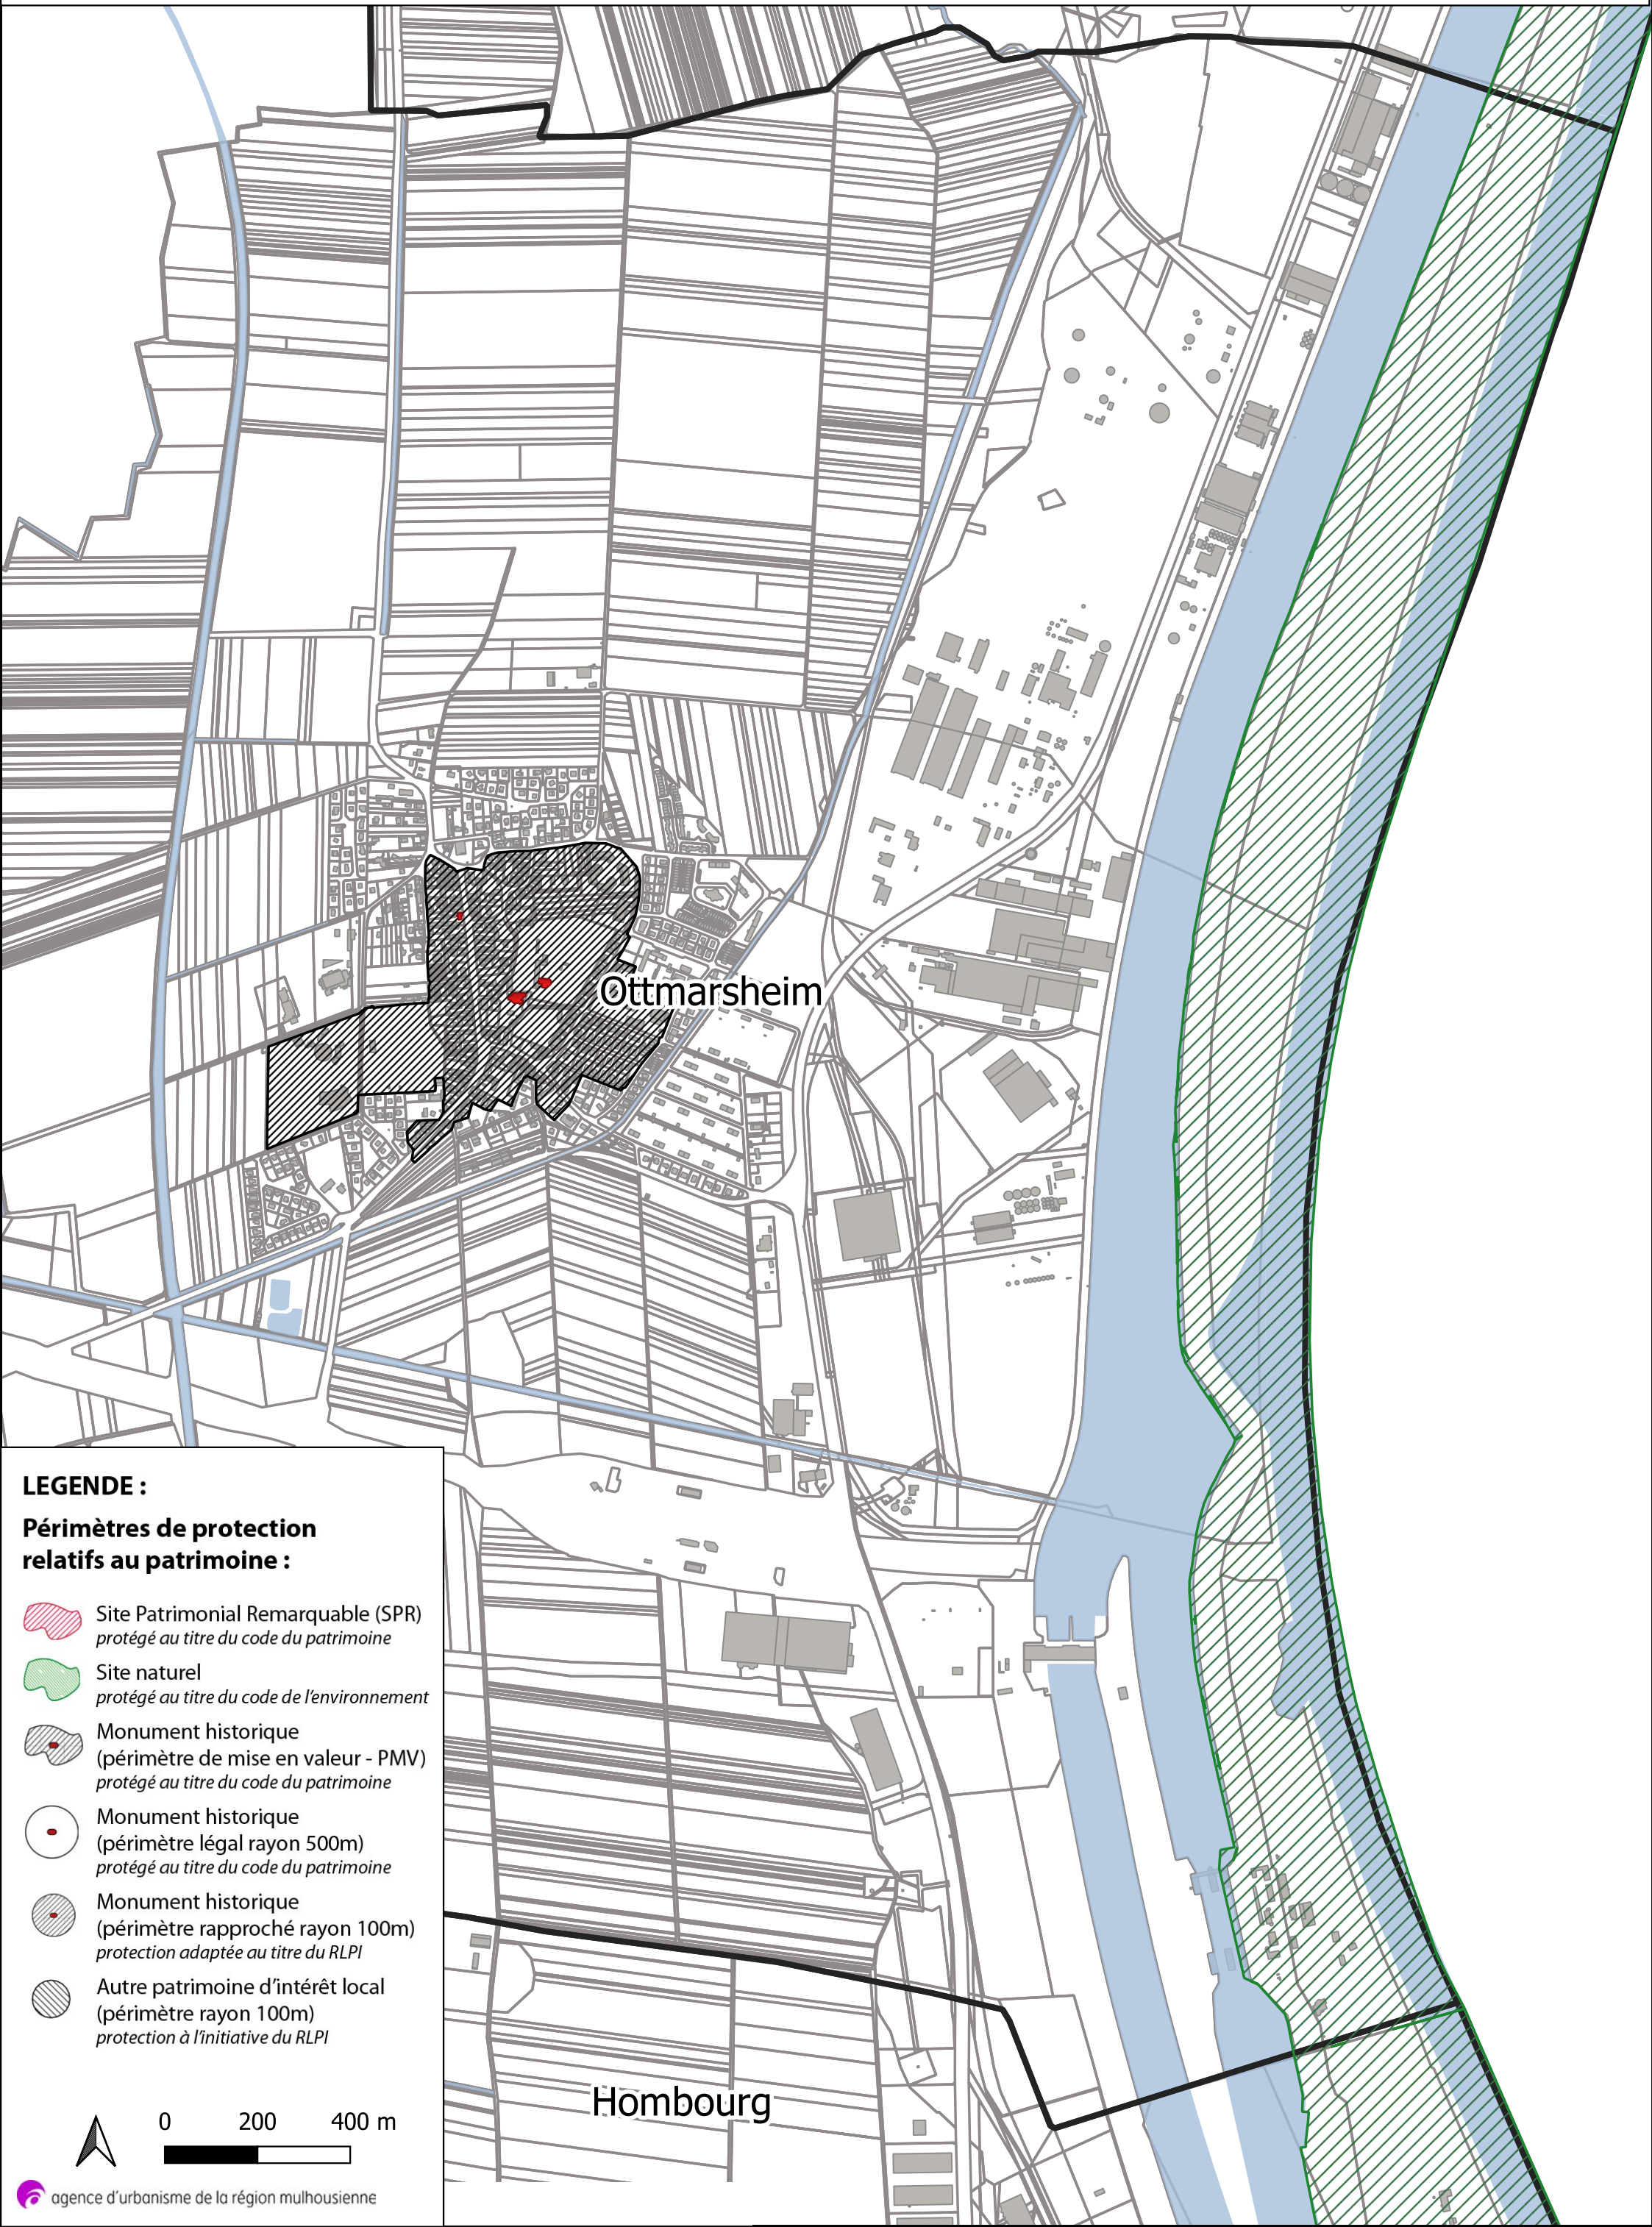 Ottmarsheim
LEGENDE :
Périmètres de protection
relatifs au patrimoine :
Site Patrimonial Remarquable (SPR)
protégé au titre du code du patrimoine
Site naturel
protégé au titre du code de l'environnement
Monument historique
(périmètre de mise en valeur - PMV)
protégé au titre du code du patrimoine
Monument historique
(périmètre légal rayon 500m)
protégé au titre du code du patrimoine
Monument historique
(périmètre rapproché rayon 100m)
protection adaptée au titre du RLPI
Autre patrimoine d'intérêt local
(périmètre rayon 100m)
protection à l'initiative du RLPI
0 200 400 m
agence d'urbanisme de la région mulhousienne
Hombourg